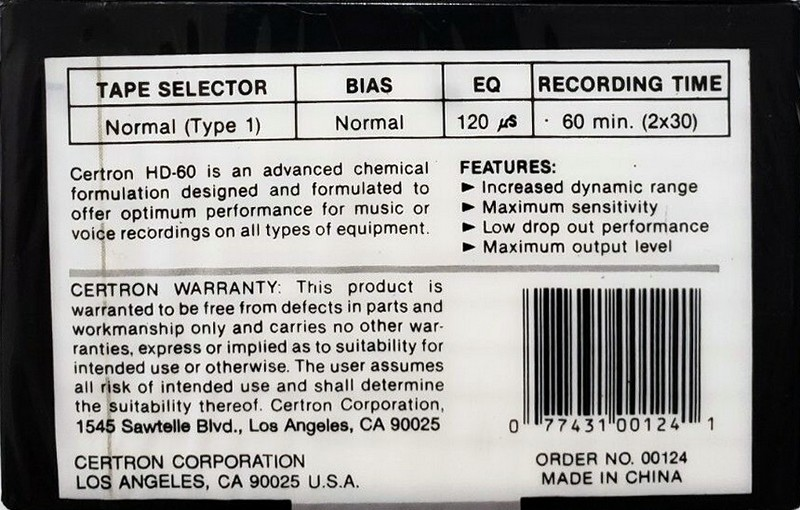 TAPE SELECTOR BIAS EQ RECORDING TIME
Normal (Type 1) Normal 120 µs 60 min. (2x30)
Certron HD-60 is an advanced chemical
formulation designed and formulated to
offer optimum performance for music or
voice recordings on all types of equipment.
FEATURES:
► Increased dynamic range
► Maximum sensitivity
► Low drop out performance
► Maximum output level
CERTRON WARRANTY: This product is
warranted to be free from defects in parts and
workmanship only and carries no other war-
ranties, express or implied as to suitability for
intended use or otherwise. The user assumes
all risk of intended use and shall determine
the suitability thereof. Certron Corporation,
1545 Sawtelle Blvd., Los Angeles, CA 90025
CERTRON CORPORATION
LOS ANGELES, CA 90025 U.S.A.
0 77431 00124 1
ORDER NO. 00124
MADE IN CHINA